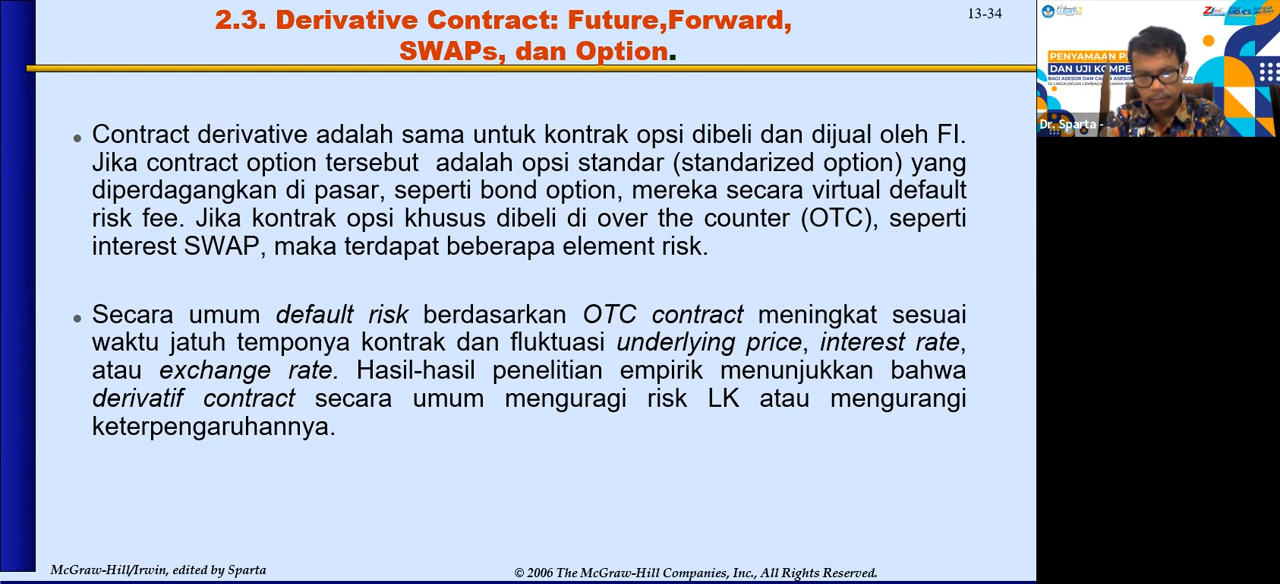 2.3. Derivative Contract: Future,Forward,
SWAPs, dan Option.
13-34
Contract derivative adalah sama untuk kontrak opsi dibeli dan dijual oleh FI.
Jika contract option tersebut adalah opsi standar (standarized option) yang
diperdagangkan di pasar, seperti bond option, mereka secara virtual default
risk fee. Jika kontrak opsi khusus dibeli di over the counter (OTC), seperti
interest SWAP, maka terdapat beberapa element risk.
Secara umum default risk berdasarkan OTC contract meningkat sesuai
waktu jatuh temponya kontrak dan fluktuasi underlying price, interest rate,
atau exchange rate. Hasil-hasil penelitian empirik menunjukkan bahwa
derivatif contract secara umum menguragi risk LK atau mengurangi
keterpengaruhannya.
McGraw-Hill/Irwin, edited by Sparta
© 2006 The McGraw-Hill Companies, Inc., All Rights Reserved.
PENYAMAAN
DAN UJI KOMPE
Dr. Sparta -